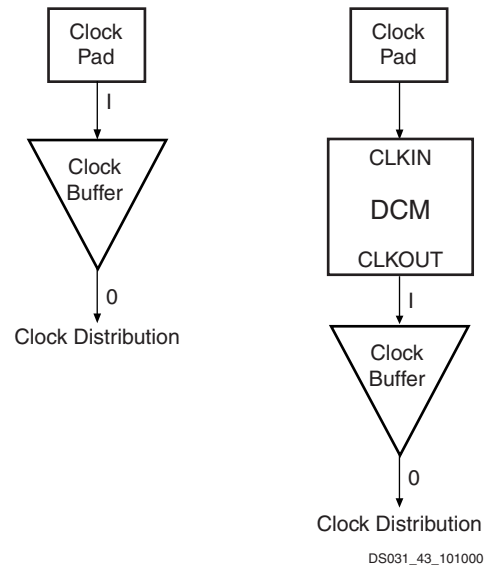 Clock
Pad
I
Clock
Buffer
0
Clock Distribution
Clock
Pad
CLKIN
DCM
CLKOUT
I
Clock
Buffer
0
Clock Distribution
DS031_43_101000